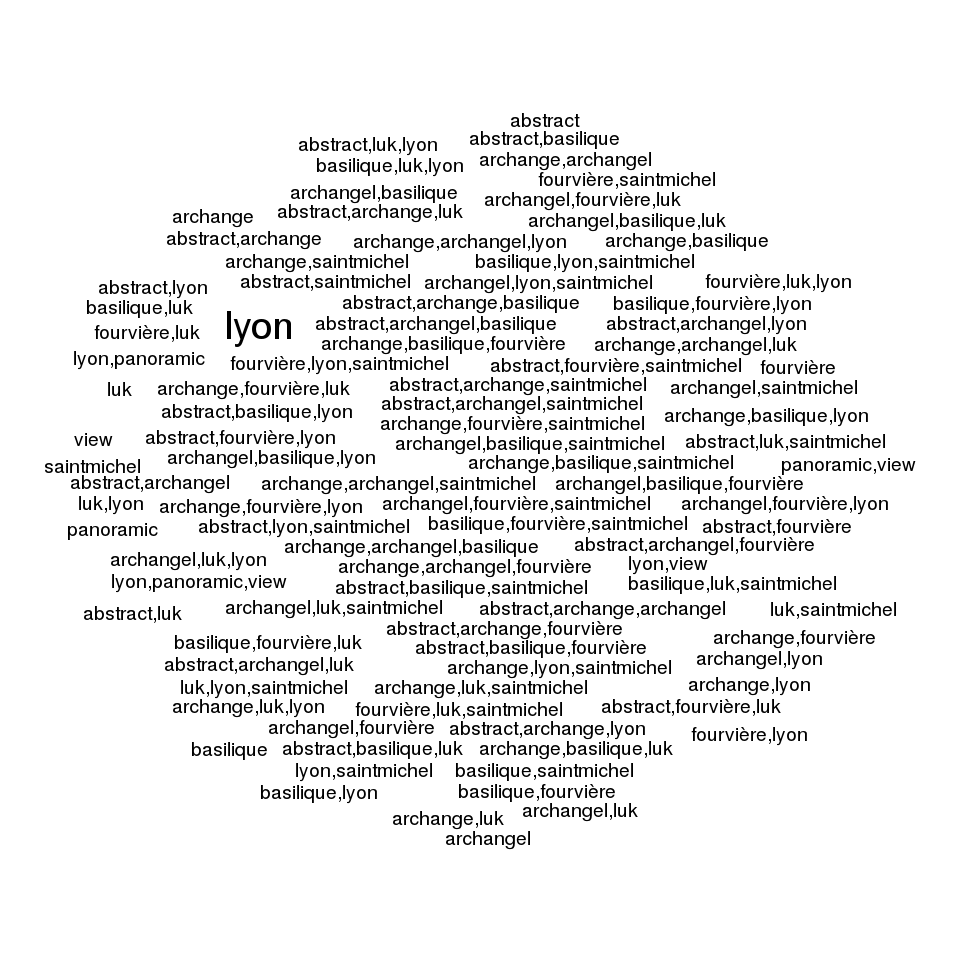 abstract
abstract,luk,lyon abstract,basilique
basilique,luk,lyon archange,archangel
fourvière,saintmichel
archangel,basilique archangel,fourvière,luk
archange abstract,archange,luk archangel,basilique,luk
abstract,archange archange,archangel,lyon archange,basilique
archange,saintmichel basilique,lyon,saintmichel
abstract,lyon abstract,saintmichel archangel,lyon,saintmichel fourvière,luk,lyon
basilique,luk abstract,archange,basilique basilique,fourvière,lyon
fourvière,luk lyon abstract,archangel,basilique abstract,archangel,lyon
archange,basilique,fourvière archange,archangel,luk
lyon,panoramic fourvière,lyon,saintmichel abstract,fourvière,saintmichel fourvière
luk archange,fourvière,luk abstract,archange,saintmichel archangel,saintmichel
abstract,basilique,lyon abstract,archangel,saintmichel archange,basilique,lyon
archange,fourvière,saintmichel
view abstract,fourvière,lyon archangel,basilique,saintmichel abstract,luk,saintmichel
saintmichel archangel,basilique,lyon archange,basilique,saintmichel panoramic,view
abstract,archangel archange,archangel,saintmichel archangel,basilique,fourvière
luk,lyon archange,fourvière,lyon archangel,fourvière,saintmichel archangel,fourvière,lyon
panoramic abstract,lyon,saintmichel basilique,fourvière,saintmichel abstract,fourvière
archange,archangel,basilique abstract,archangel,fourvière
archangel,luk,lyon archange,archangel,fourvière lyon,view
lyon,panoramic,view abstract,basilique,saintmichel basilique,luk,saintmichel
abstract,luk archangel,luk,saintmichel abstract,archange,archangel luk,saintmichel
abstract,archange,fourvière
basilique,fourvière,luk abstract,basilique,fourvière archange,fourvière
abstract,archangel,luk archange,lyon,saintmichel archangel,lyon
luk,lyon,saintmichel archange,luk,saintmichel archange,lyon
archange,luk,lyon fourvière,luk,saintmichel abstract,fourvière,luk
archangel,fourvière abstract,archange,lyon fourvière,lyon
basilique abstract,basilique,luk archange,basilique,luk
lyon,saintmichel basilique,saintmichel
basilique,lyon basilique,fourvière
archange,luk archangel,luk
archangel